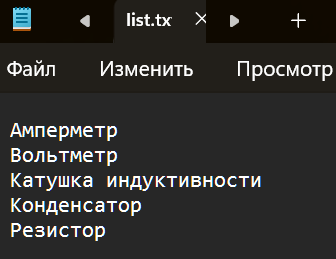 list.tx
Файл Изменить Просмотр
Амперметр
Вольтметр
Катушка индуктивности
Конденсатор
Резистор